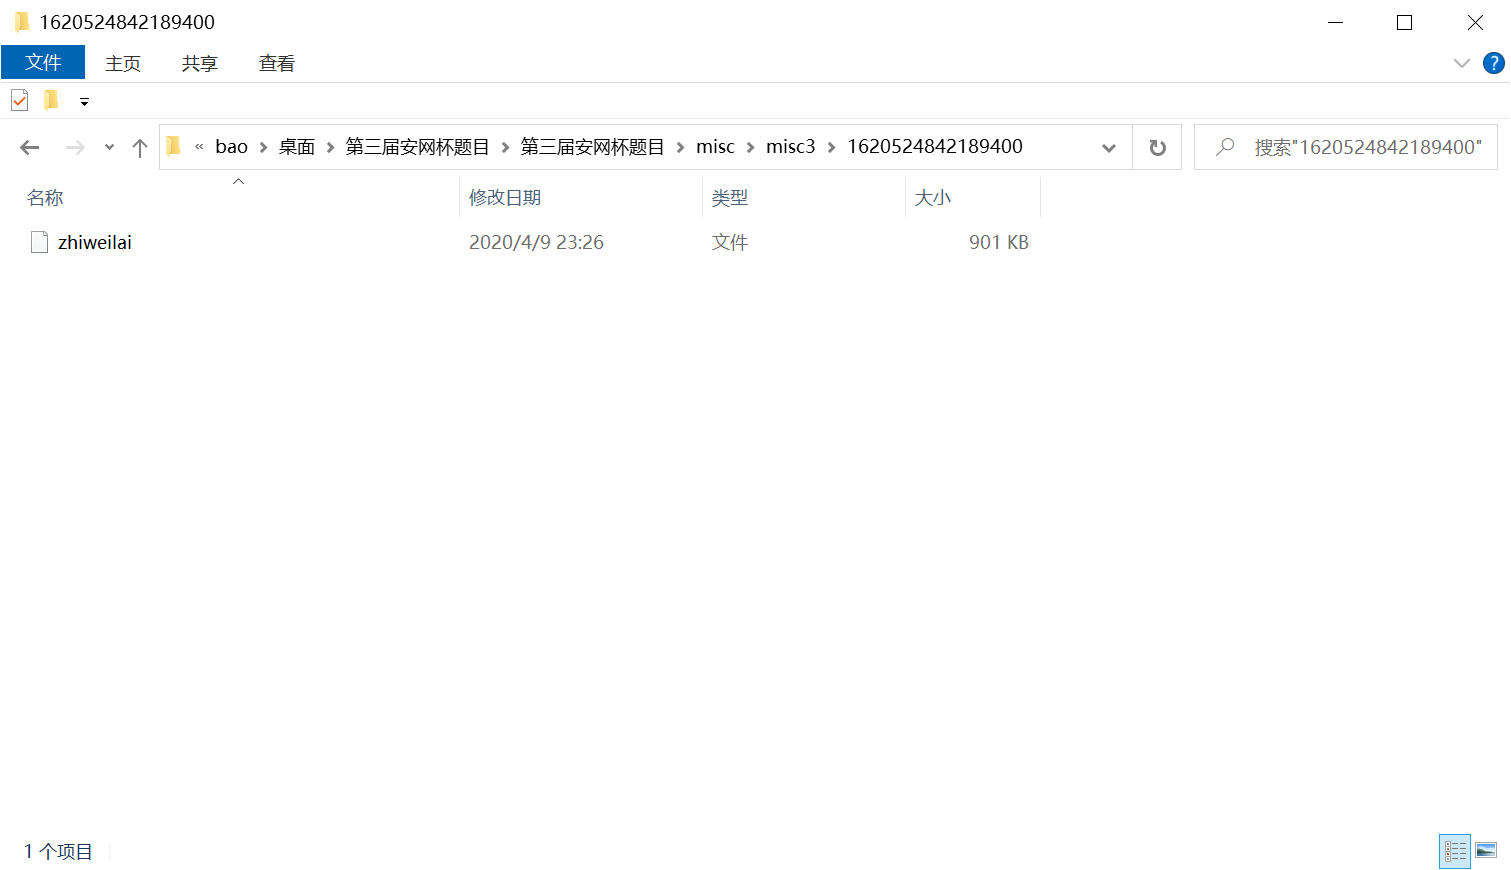 1620524842189400
文件 主页 共享 查看
?
« bao > 桌面 > 第三届安网杯题目 > 第三届安网杯题目 > misc > misc3 > 1620524842189400
搜索"1620524842189400"
名称 修改日期 类型 大小
zhiweilai 2020/4/9 23:26 文件 901 KB
1 个项目